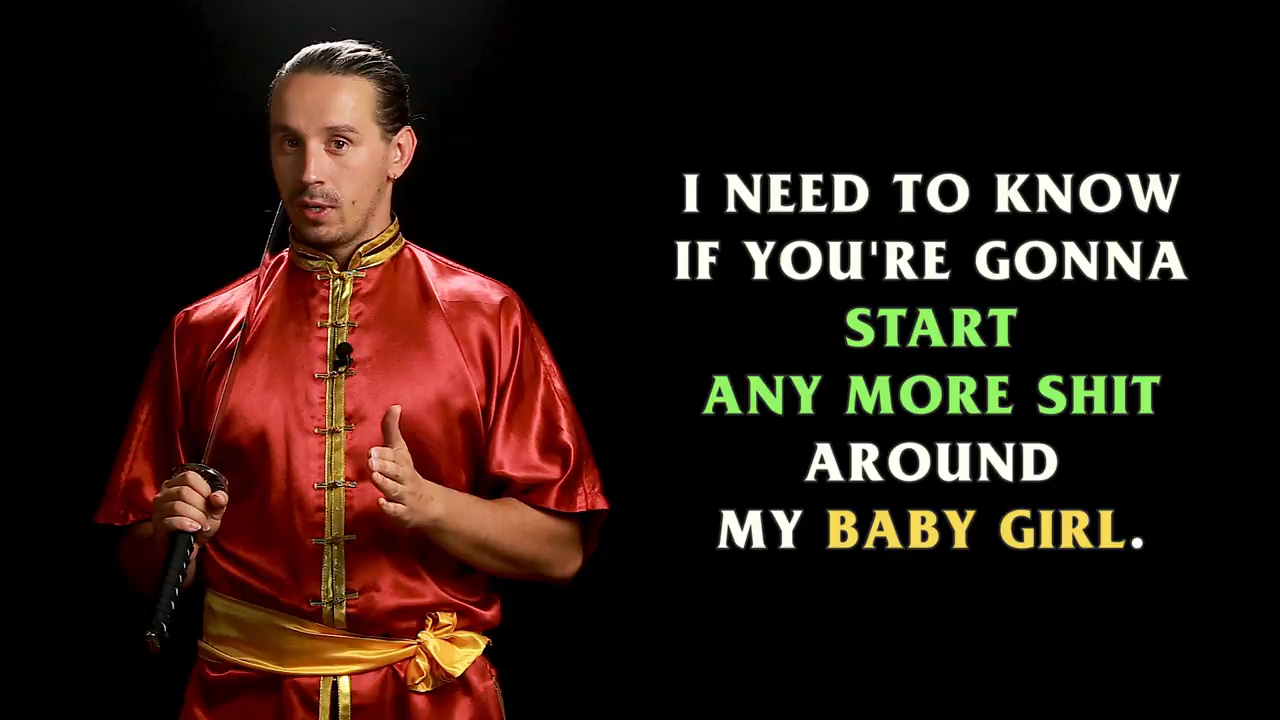 I NEED TO KNOW
IF YOU'RE GONNA
START
ANY MORE SHIT
AROUND
MY BABY GIRL.